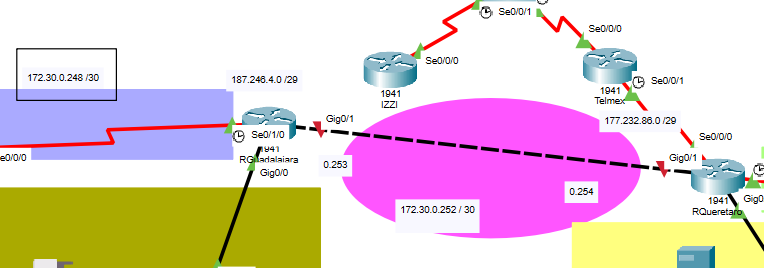 Se0/0/1
Se0/0/0
172.30.0.248 /30
187.246.4.0 /29
Se0/0/0
1941
IZZI
1941
Telmex
Se0/0/1
177.232.86.0 /29
Gig0/1
Se0/1/0
1941
RGuadalajara
Gig0/0
e0/0/0
0.253
Se0/0/0
Gig0/1
0.254
172.30.0.252 / 30
1941
RQueretaro
Gig0